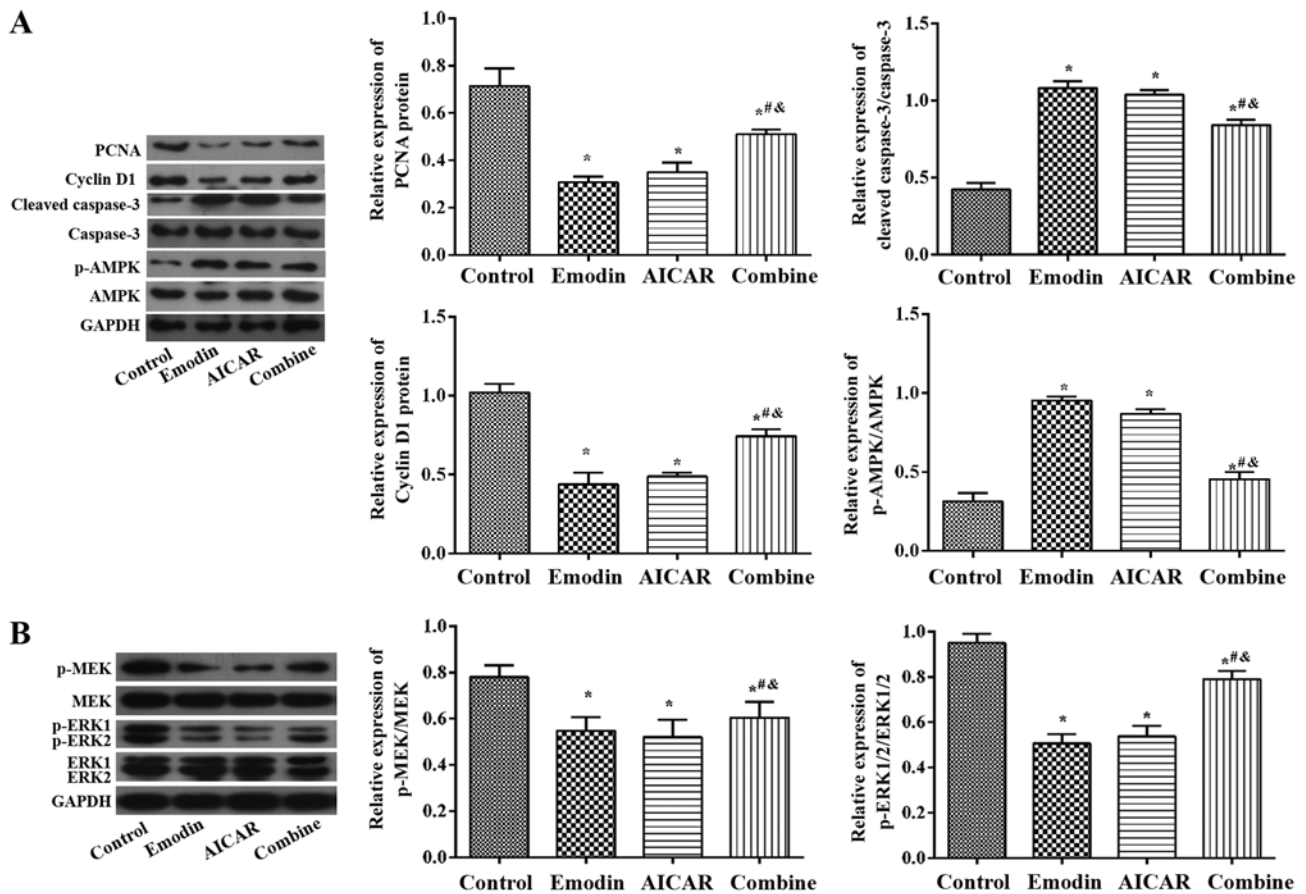 A
PCNA
Cyclin D1
Cleaved caspase-3
Caspase-3
p-AMPK
AMPK
GAPDH
Control
Emodin
AICAR
Combine
Relative expression of
PCNA protein
1.0
0.8
0.6
0.4
0.2
0.0
*
*
*#&
Control Emodin AICAR Combine
Relative expression of
cleaved caspase-3/caspase-3
1.5
1.0
0.5
0.0
*
*
*#&
Control Emodin AICAR Combine
Relative expression of
Cyclin D1 protein
1.5
1.0
0.5
0.0
*
*
*#&
Control Emodin AICAR Combine
Relative expression of
p-AMPK/AMPK
1.5
1.0
0.5
0.0
*
*
*#&
Control Emodin AICAR Combine
B
p-MEK
MEK
p-ERK1
p-ERK2
ERK1
ERK2
GAPDH
Control
Emodin
AICAR
Combine
Relative expression of
p-MEK/MEK
1.0
0.8
0.6
0.4
0.2
0.0
*
*
*#&
Control Emodin AICAR Combine
Relative expression of
p-ERK1/2/ERK1/2
1.0
0.8
0.6
0.4
0.2
0.0
*
*
*#&
Control Emodin AICAR Combine